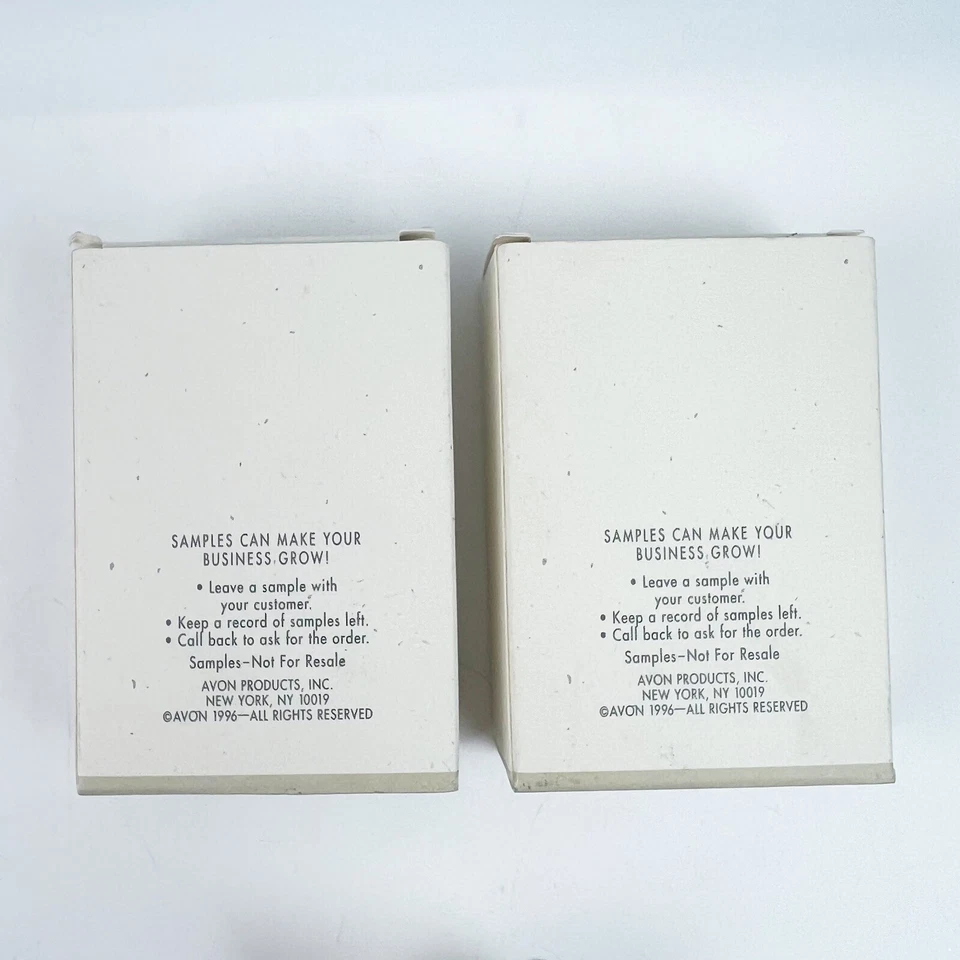 SAMPLES CAN MAKE YOUR
BUSINESS GROW!
• Leave a sample with
your customer.
• Keep a record of samples left.
• Call back to ask for the order.
Samples–Not For Resale
AVON PRODUCTS, INC.
NEW YORK, NY 10019
©AVON 1996—ALL RIGHTS RESERVED
SAMPLES CAN MAKE YOUR
BUSINESS GROW!
• Leave a sample with
your customer.
• Keep a record of samples left.
• Call back to ask for the order.
Samples–Not For Resale
AVON PRODUCTS, INC.
NEW YORK, NY 10019
©AVON 1996—ALL RIGHTS RESERVED